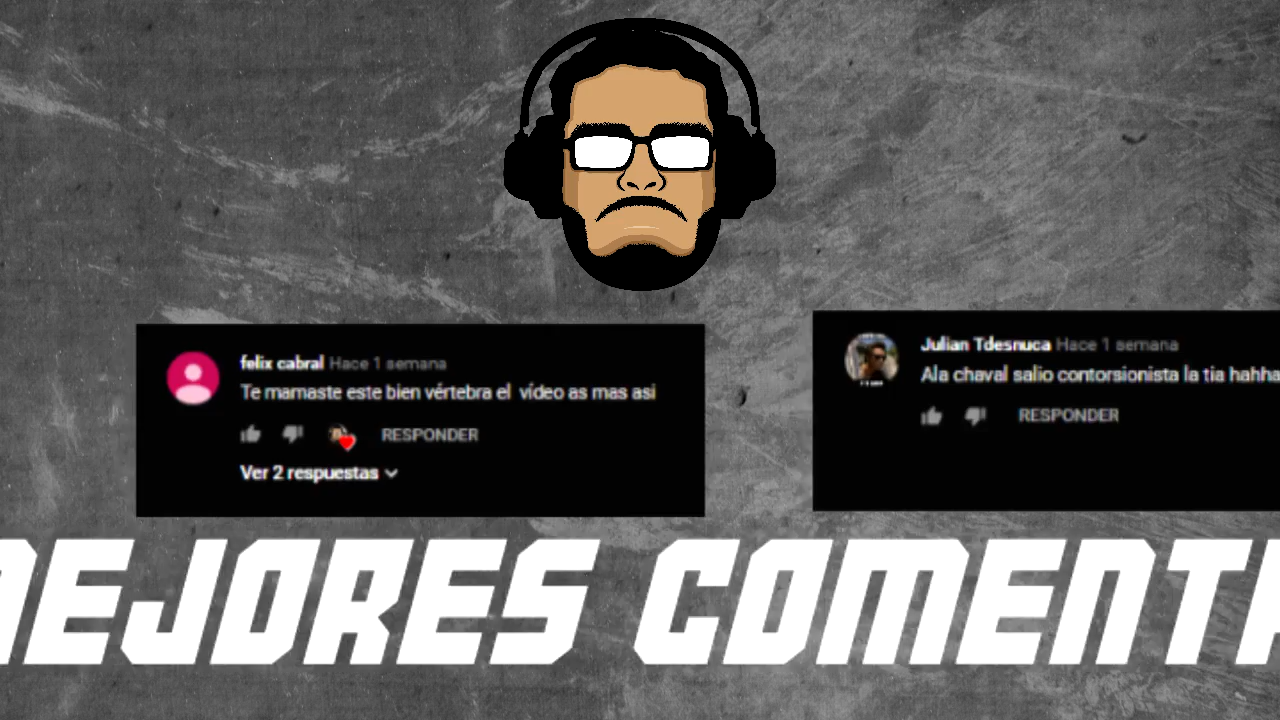 felix cabral Hace 1 semana
Te mamaste este bien vértebra el vídeo as mas asi
RESPONDER
Ver 2 respuestas
Julian Tdesnuca Hace 1 semana
Ala chaval salio contorsionista la tia hahha
RESPONDER
MEJORES COMENT